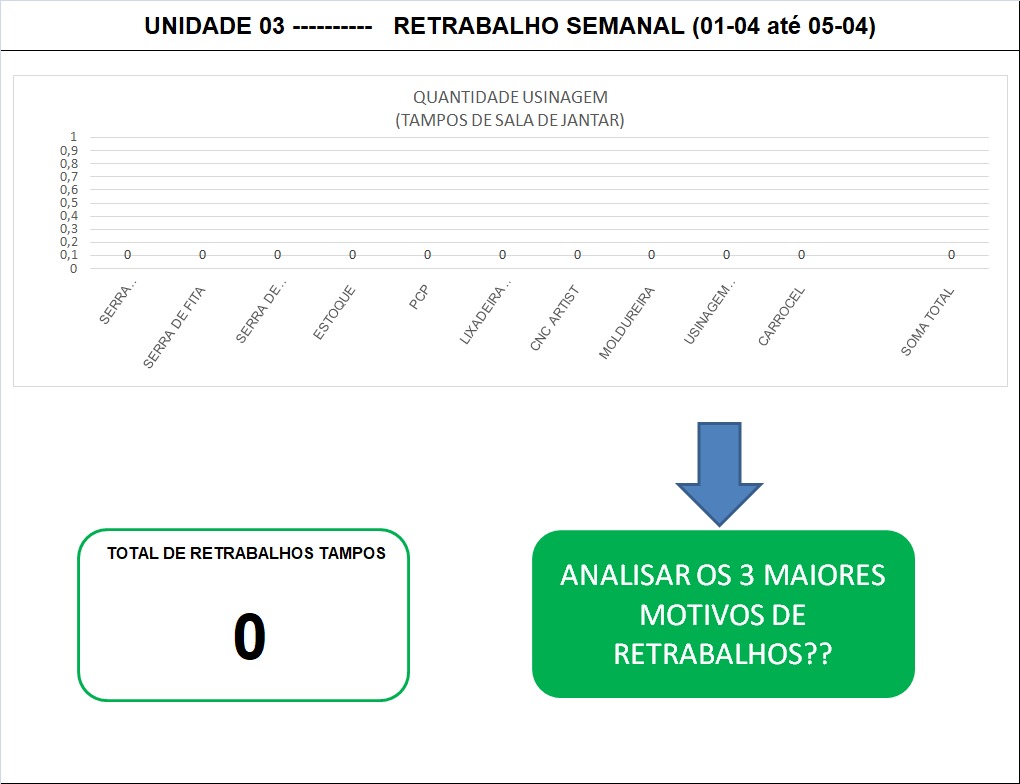 UNIDADE 03 ---------- RETRABALHO SEMANAL (01-04 até 05-04)
QUANTIDADE USINAGEM
(TAMPOS DE SALA DE JANTAR)
1
0,9
0,8
0,7
0,6
0,5
0,4
0,3
0,2
0,1
0
0 0 0 0 0 0 0 0 0 0 0
SERRA...
SERRA DE FITA
SERRA DE...
ESTOQUE
PCP
LIXADEIRA...
CNC ARTIST
MOLDUREIRA
USINAGEM...
CARROCEL
SOMA TOTAL
TOTAL DE RETRABALHOS TAMPOS
0
ANALISAR OS 3 MAIORES
MOTIVOS DE
RETRABALHOS??